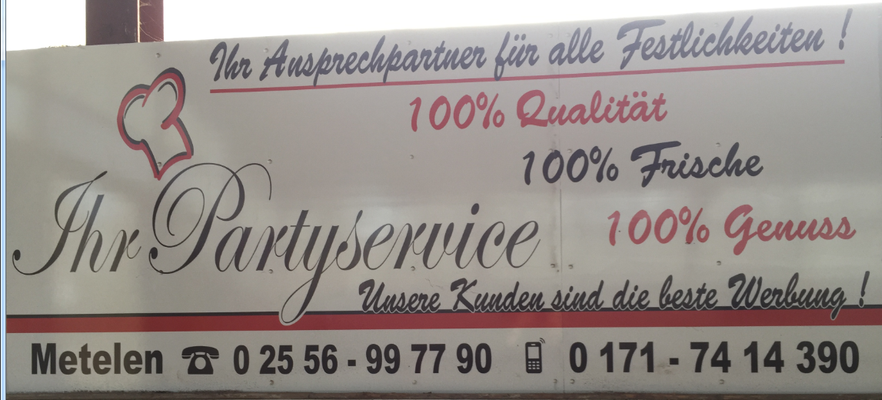 Ihr Ansprechpartner für alle Festlichkeiten !
100% Qualität
100% Frische
100% Genuss
Ihr Partyservice
Unsere Kunden sind die beste Werbung !
Metelen 0 25 56 - 99 77 90 0 171 - 74 14 390